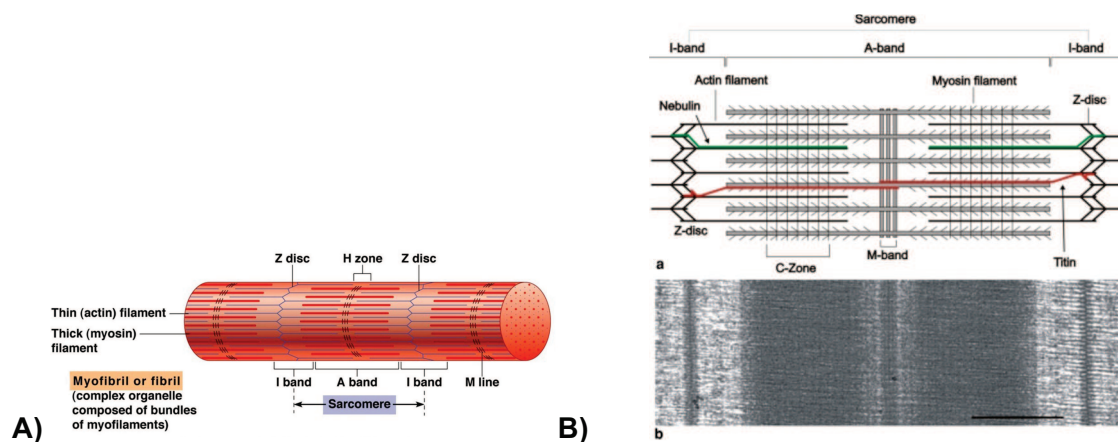 Z disc H zone Z disc
Thin (actin) filament
Thick (myosin)
filament
Myofibril or fibril
(complex organelle
composed of bundles
of myofilaments)
I band A band I band M line
Sarcomere
A)
Sarcomere
I-band A-band I-band
Actin filament Myosin filament
Nebulin Z-disc
Z-disc
M-band
C-Zone Titin
a
b
B)